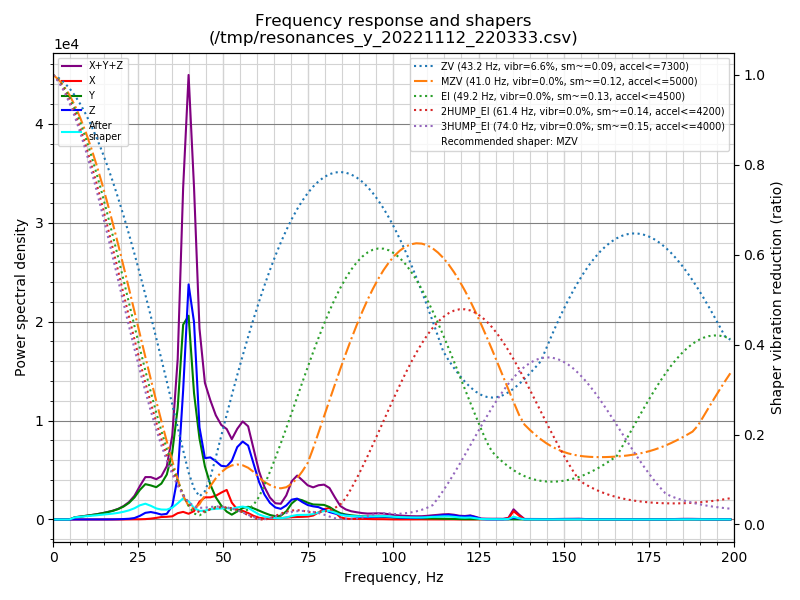 Frequency response and shapers
(/tmp/resonances_y_20221112_220333.csv)
1e4
X+Y+Z
X
Y
Z
After
shaper
ZV (43.2 Hz, vibr=6.6%, sm~=0.09, accel<=7300)
MZV (41.0 Hz, vibr=0.0%, sm~=0.12, accel<=5000)
EI (49.2 Hz, vibr=0.0%, sm~=0.13, accel<=4500)
2HUMP_EI (61.4 Hz, vibr=0.0%, sm~=0.14, accel<=4200)
3HUMP_EI (74.0 Hz, vibr=0.0%, sm~=0.15, accel<=4000)
Recommended shaper: MZV
4
3
2
1
0
Power spectral density
1.0
0.8
0.6
0.4
0.2
0.0
Shaper vibration reduction (ratio)
0 25 50 75 100 125 150 175 200
Frequency, Hz